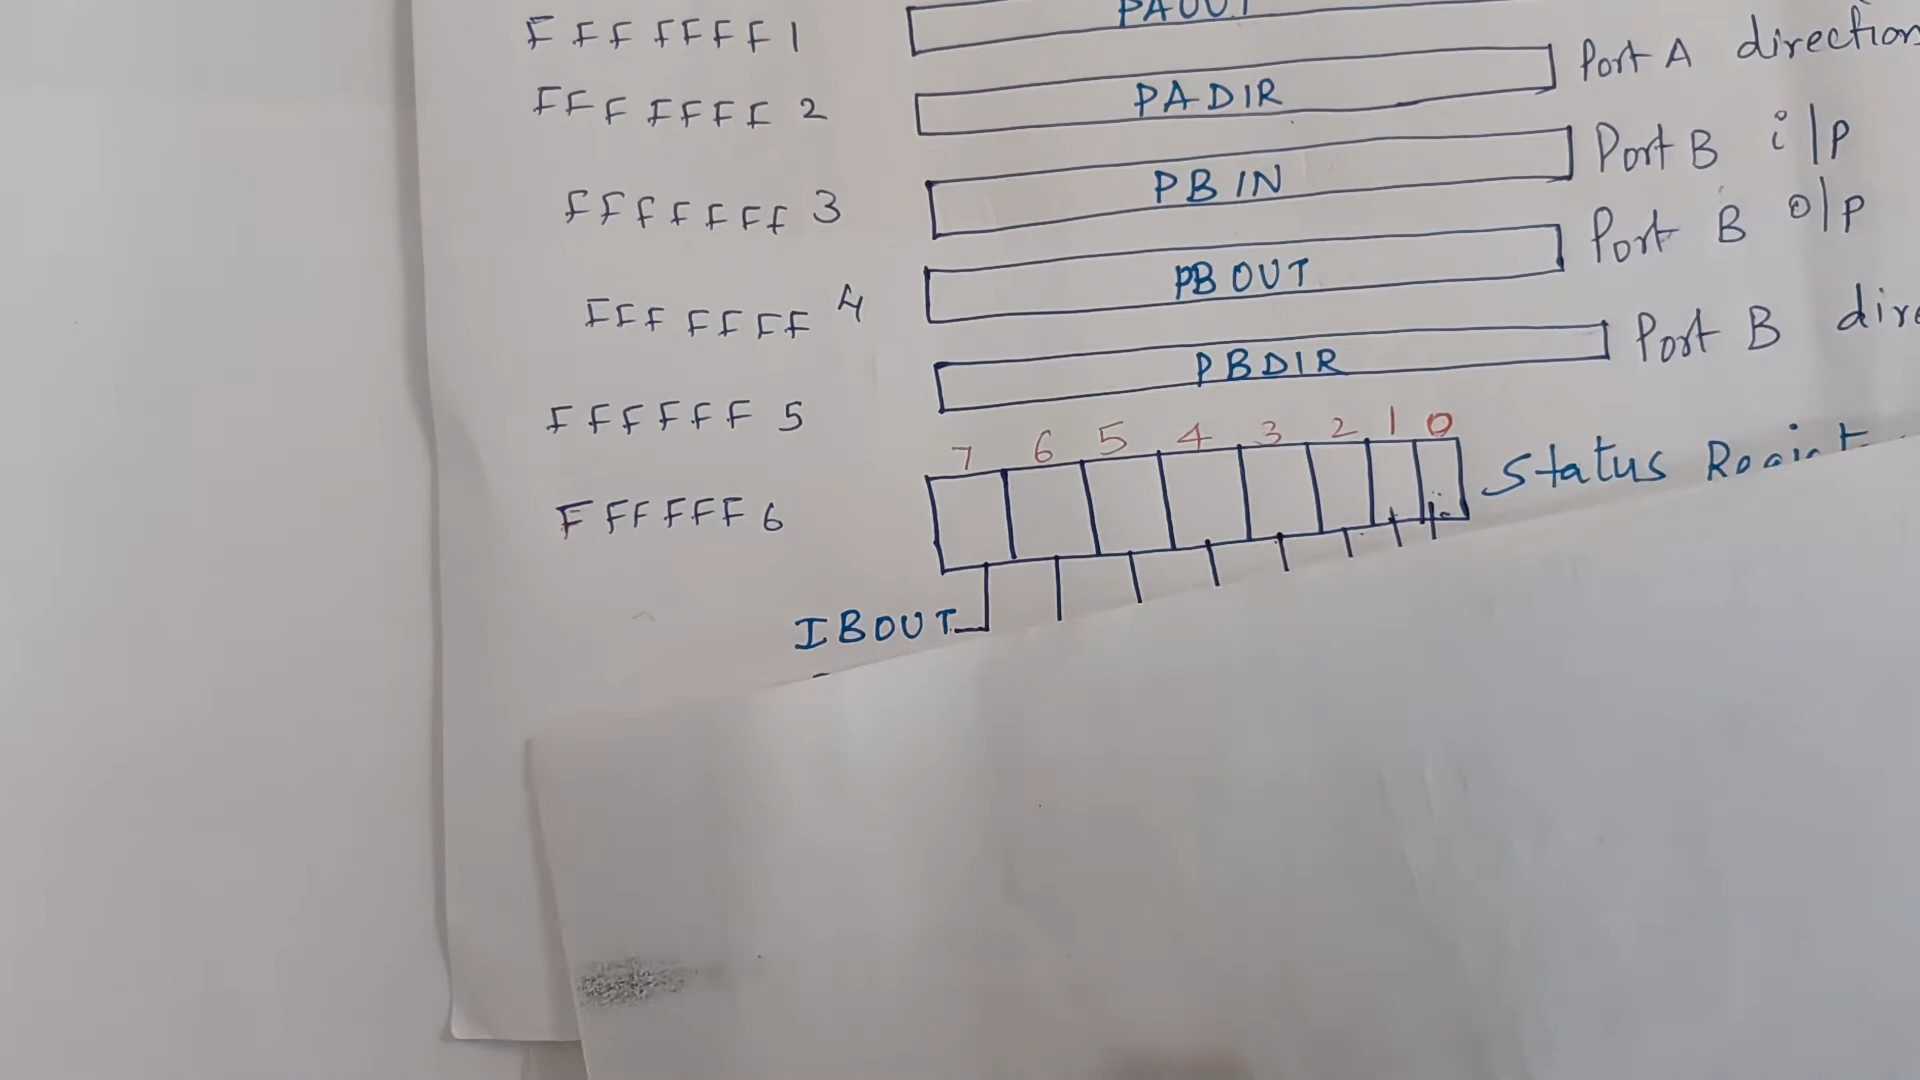 FFFFFFF1 PAOUT
FFFFFFF2 PADIR Port A direction
FFFFFFF3 PBIN Port B i/p
FFFFFFF4 PBOUT Port B o/p
FFFFFF5 PBDIR Port B
7 6 5 4 3 2 1 0
FFFFFF6 Status
IBOUT